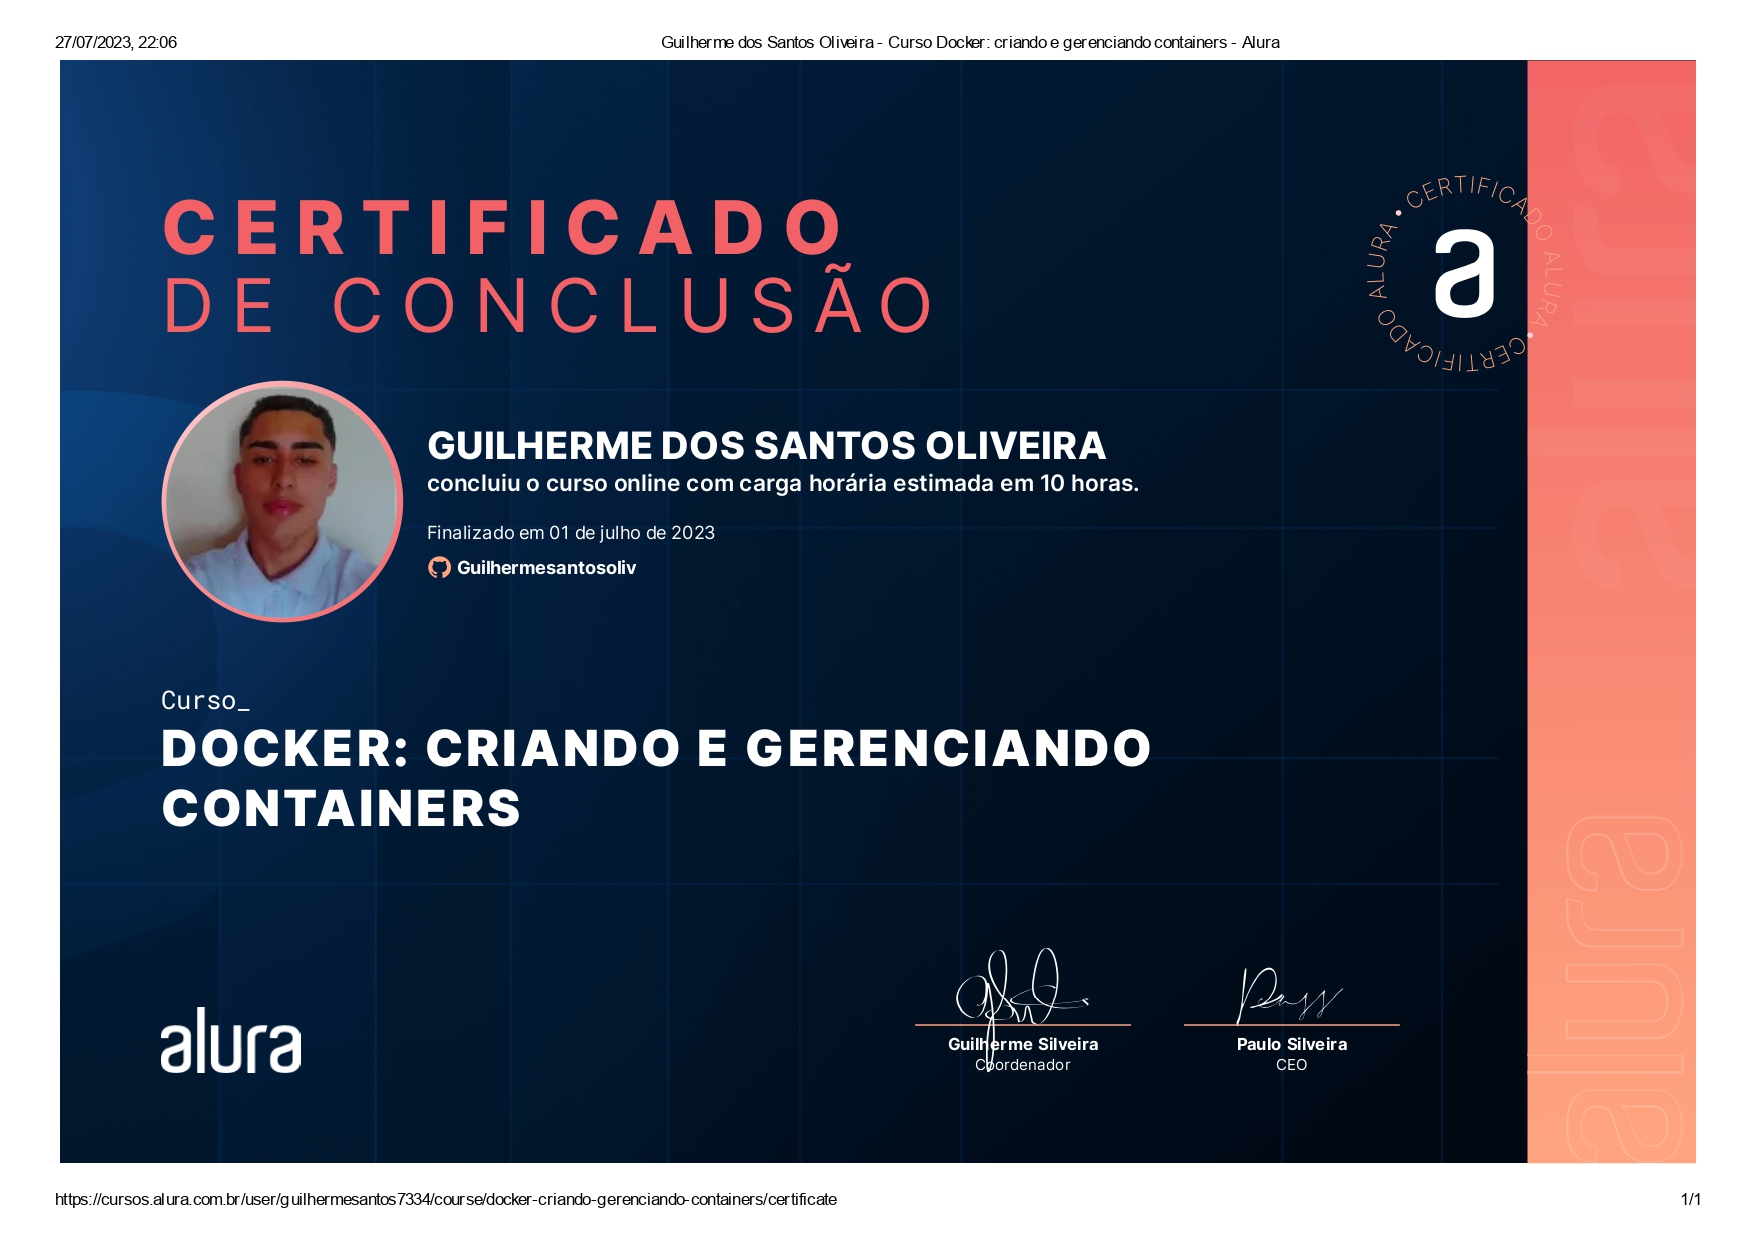 27/07/2023, 22:06
Guilherme dos Santos Oliveira - Curso Docker: criando e gerenciando containers - Alura
CERTIFICADO
DE CONCLUSÃO
• CERTIFICADO ALURA • CERTIFICADO ALURA
a
alura
GUILHERME DOS SANTOS OLIVEIRA
concluiu o curso online com carga horária estimada em 10 horas.
Finalizado em 01 de julho de 2023
Guilhermesantosoliv
Curso_
DOCKER: CRIANDO E GERENCIANDO
CONTAINERS
alura
alura
Guilherme Silveira
Coordenador
Paulo Silveira
CEO
https://cursos.alura.com.br/user/guilhermesantos7334/course/docker-criando-gerenciando-containers/certificate
1/1